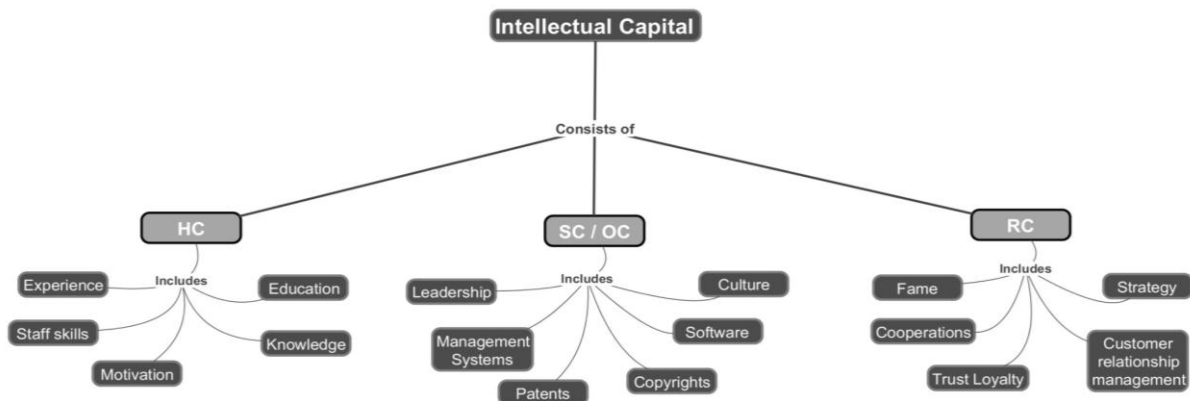 Intellectual Capital
Consists of
HC
SC / OC
RC
Includes
Experience
Education
Staff skills
Knowledge
Motivation
Includes
Leadership
Culture
Management
Systems
Software
Patents
Copyrights
Includes
Fame
Strategy
Cooperations
Customer
relationship
management
Trust Loyalty